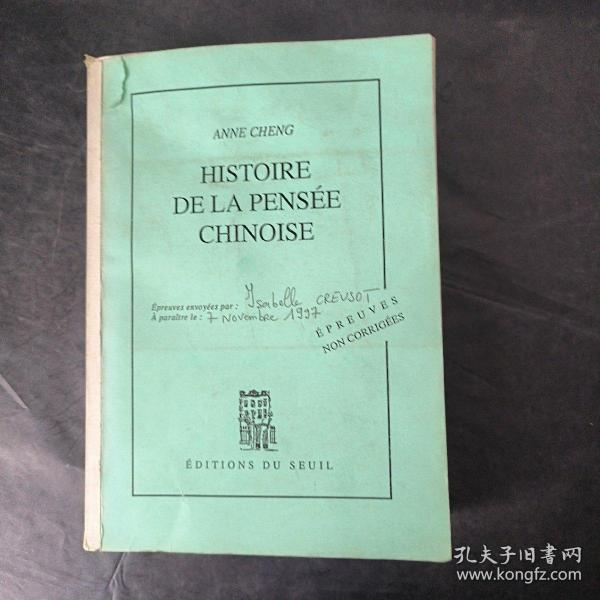 ANNE CHENG
HISTOIRE
DE LA PENSÉE
CHINOISE
Épreuves envoyées par : Isabelle CREUSOT
À paraître le : 7 Novembre 1997
ÉPREUVES
NON CORRIGÉES
ÉDITIONS DU SEUIL
孔夫子旧书网
www.kongfz.com